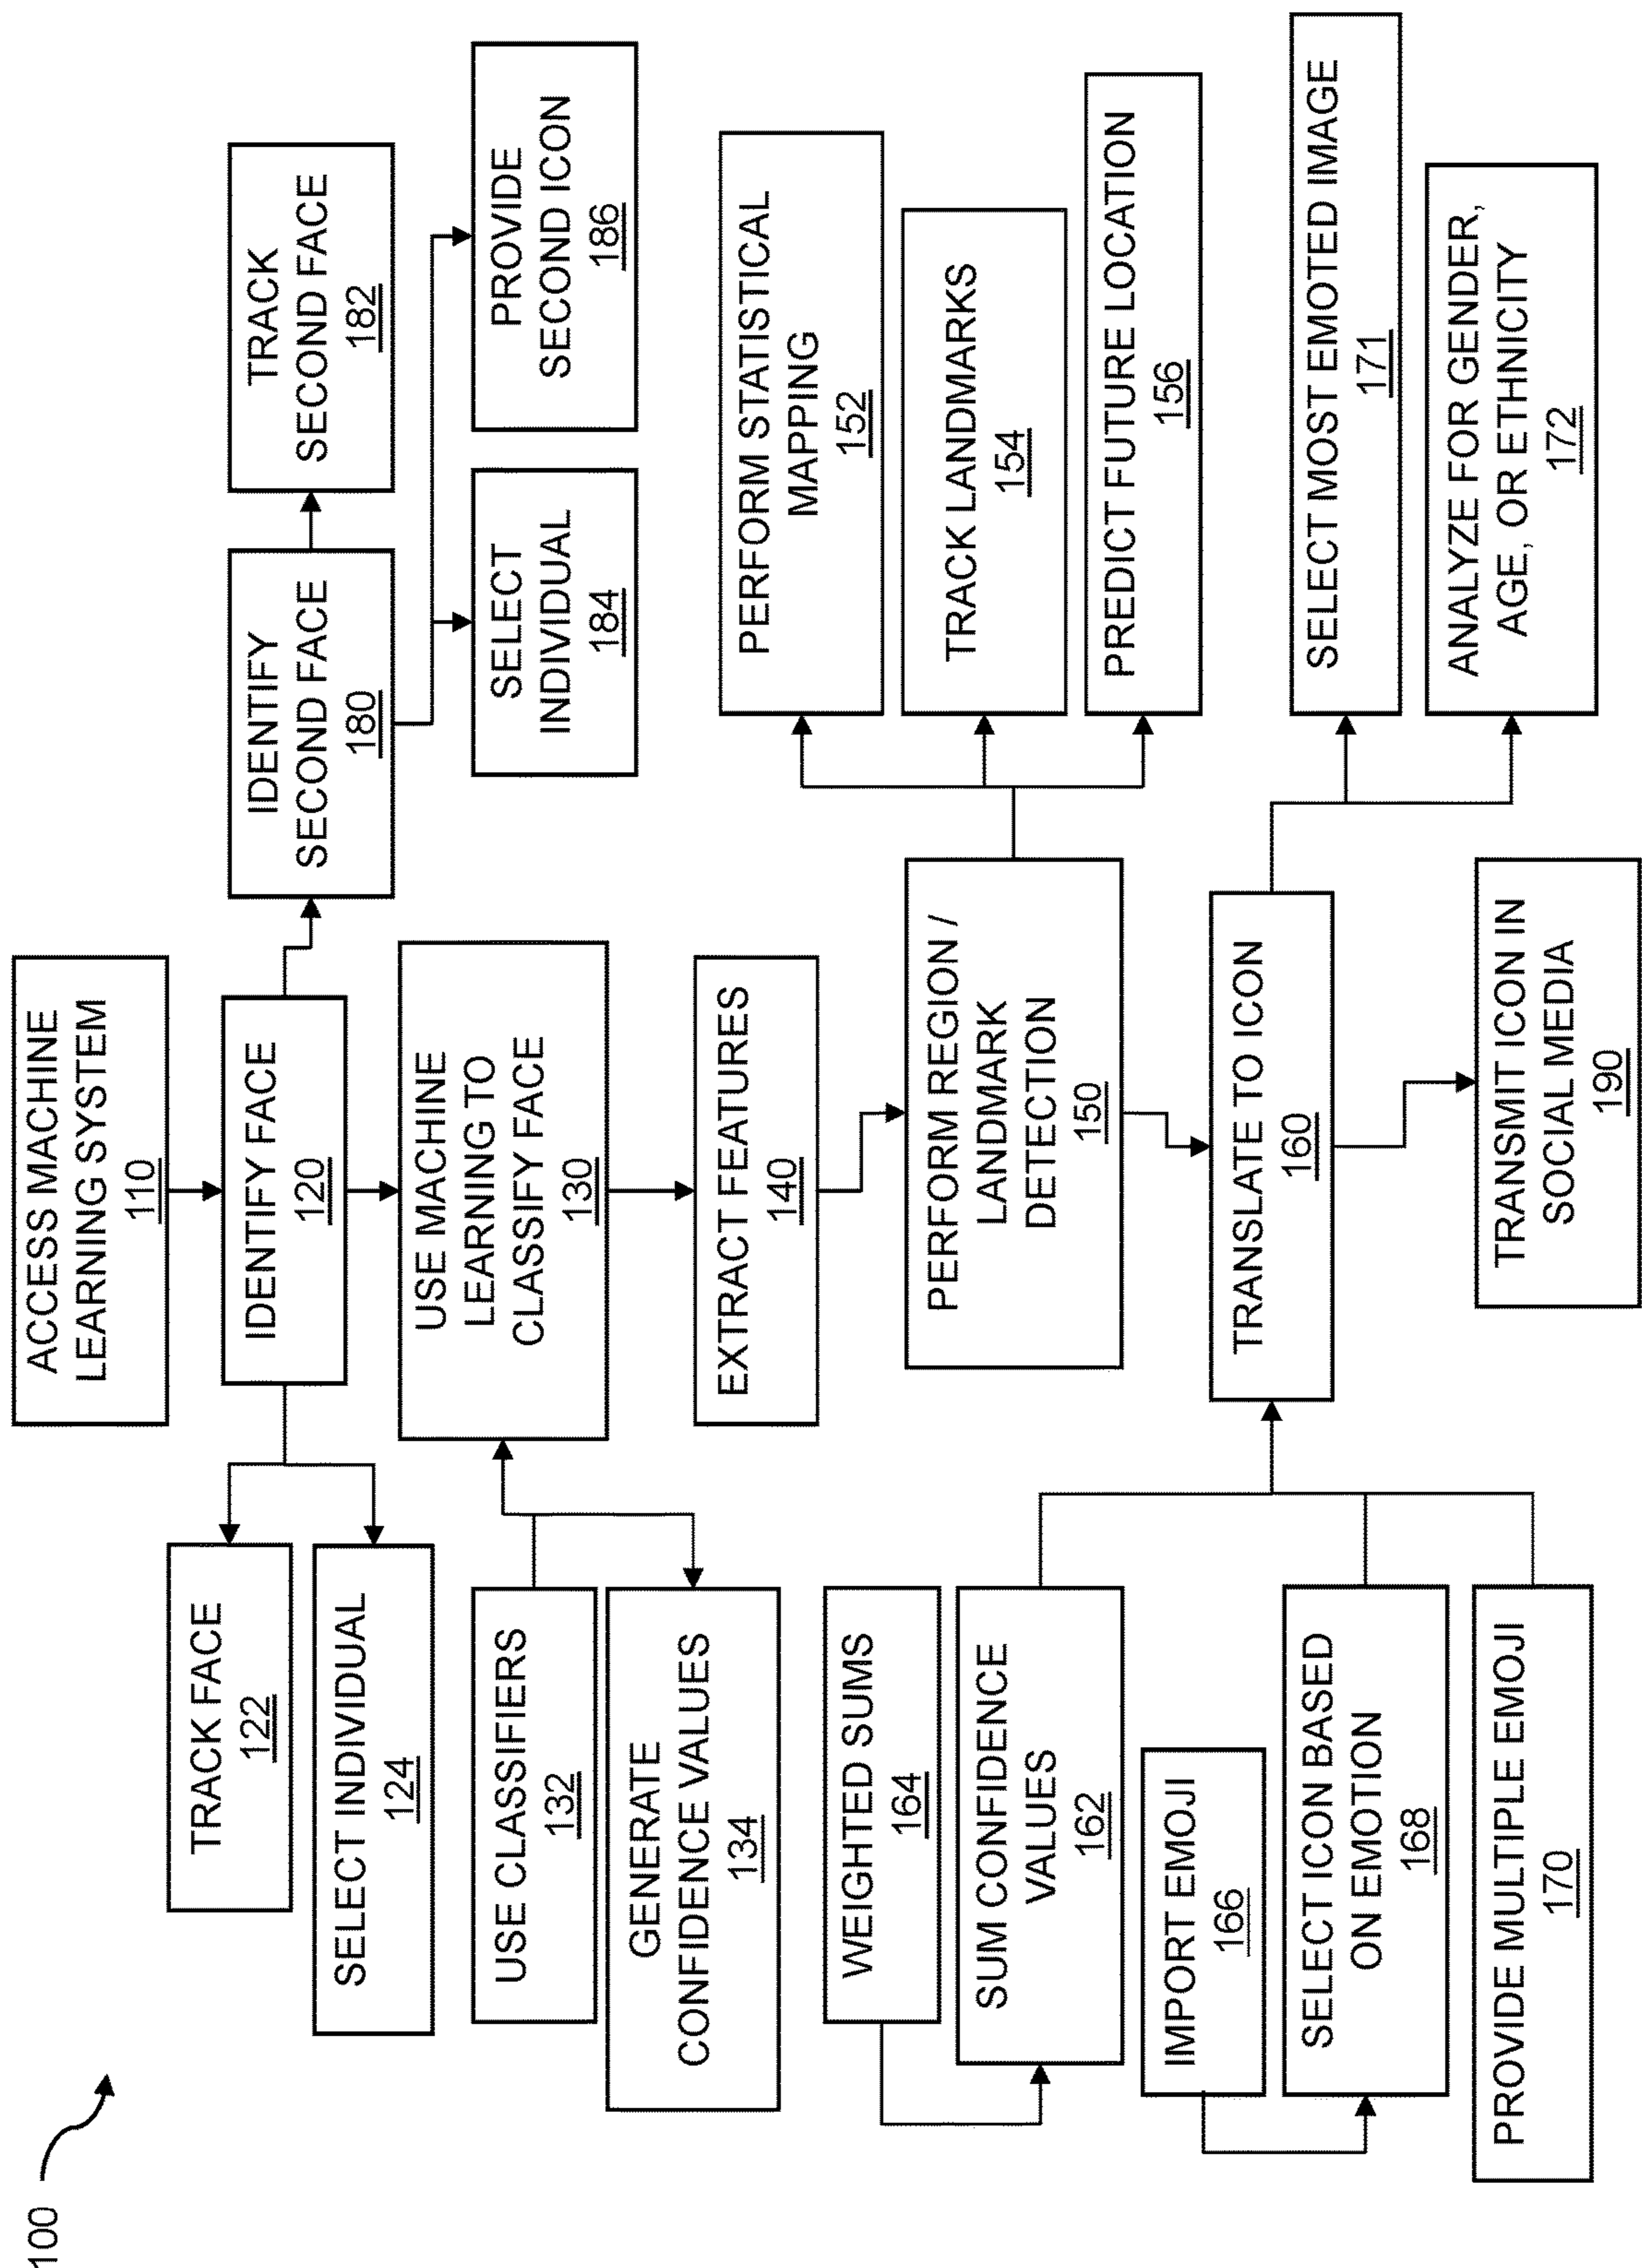 100
ACCESS MACHINE
LEARNING SYSTEM
110
TRACK FACE
122
SELECT INDIVIDUAL
124
IDENTIFY FACE
120
IDENTIFY
SECOND FACE
180
TRACK
SECOND FACE
182
SELECT
INDIVIDUAL
184
PROVIDE
SECOND ICON
186
USE CLASSIFIERS
132
GENERATE
CONFIDENCE VALUES
134
USE MACHINE
LEARNING TO
CLASSIFY FACE
130
EXTRACT FEATURES
140
PERFORM STATISTICAL
MAPPING
152
TRACK LANDMARKS
154
PREDICT FUTURE LOCATION
156
WEIGHTED SUMS
164
SUM CONFIDENCE
VALUES
162
PERFORM REGION /
LANDMARK
DETECTION
150
IMPORT EMOJI
166
SELECT ICON BASED
ON EMOTION
168
PROVIDE MULTIPLE EMOJI
170
TRANSLATE TO ICON
160
SELECT MOST EMOTED IMAGE
171
ANALYZE FOR GENDER,
AGE, OR ETHNICITY
172
TRANSMIT ICON IN
SOCIAL MEDIA
190